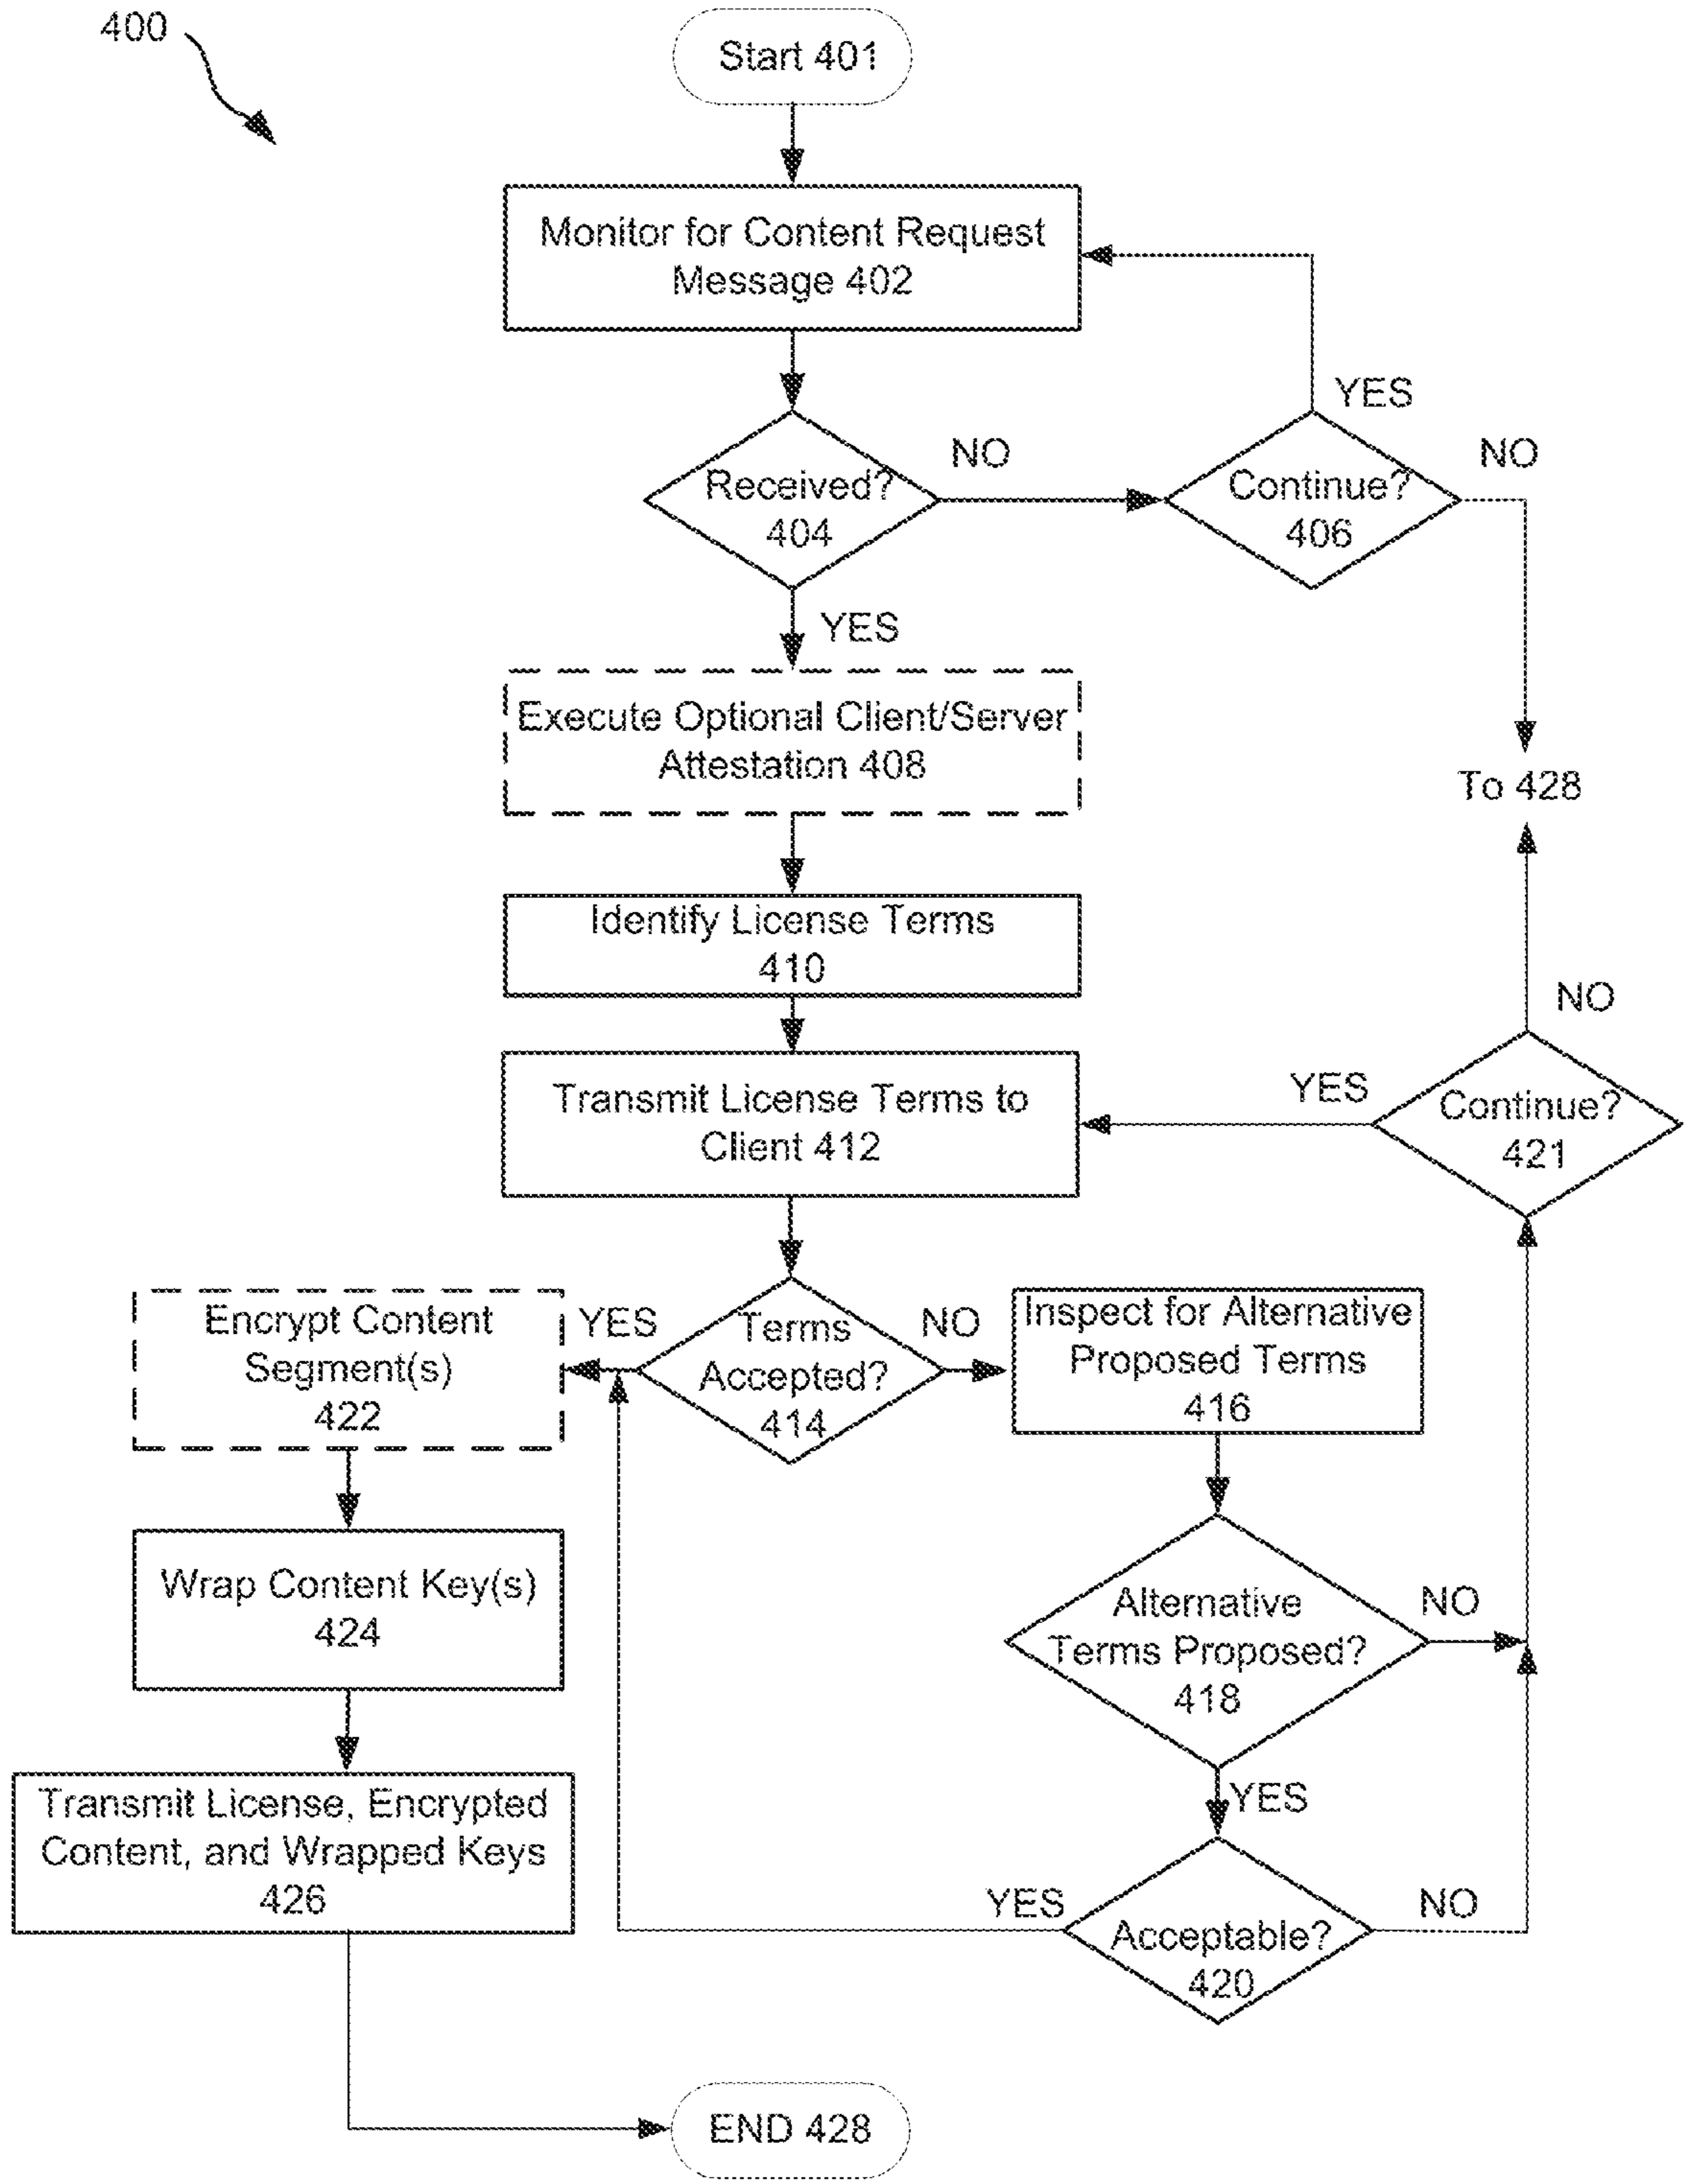 400
Start 401
Monitor for Content Request
Message 402
YES
NO
NO
Received?
404
Continue?
406
YES
Execute Optional Client/Server
Attestation 408
To 428
Identify License Terms
410
NO
Transmit License Terms to
Client 412
YES
Continue?
421
Encrypt Content
Segment(s)
422
YES
Terms
Accepted?
414
NO
Inspect for Alternative
Proposed Terms
416
Wrap Content Key(s)
424
Alternative
Terms Proposed?
418
NO
YES
Transmit License, Encrypted
Content, and Wrapped Keys
426
YES
Acceptable?
420
NO
END 428